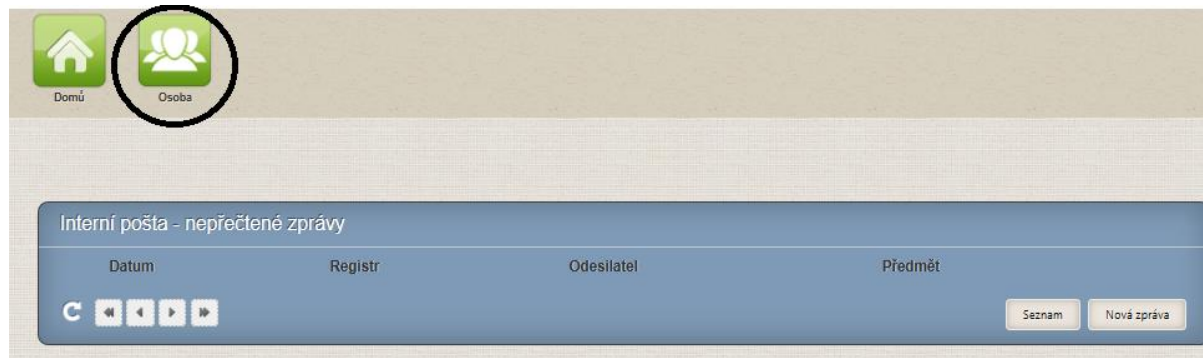 Domů Osoba
Interní pošta - nepřečtené zprávy
Datum Registr Odesilatel Předmět
Seznam Nová zpráva